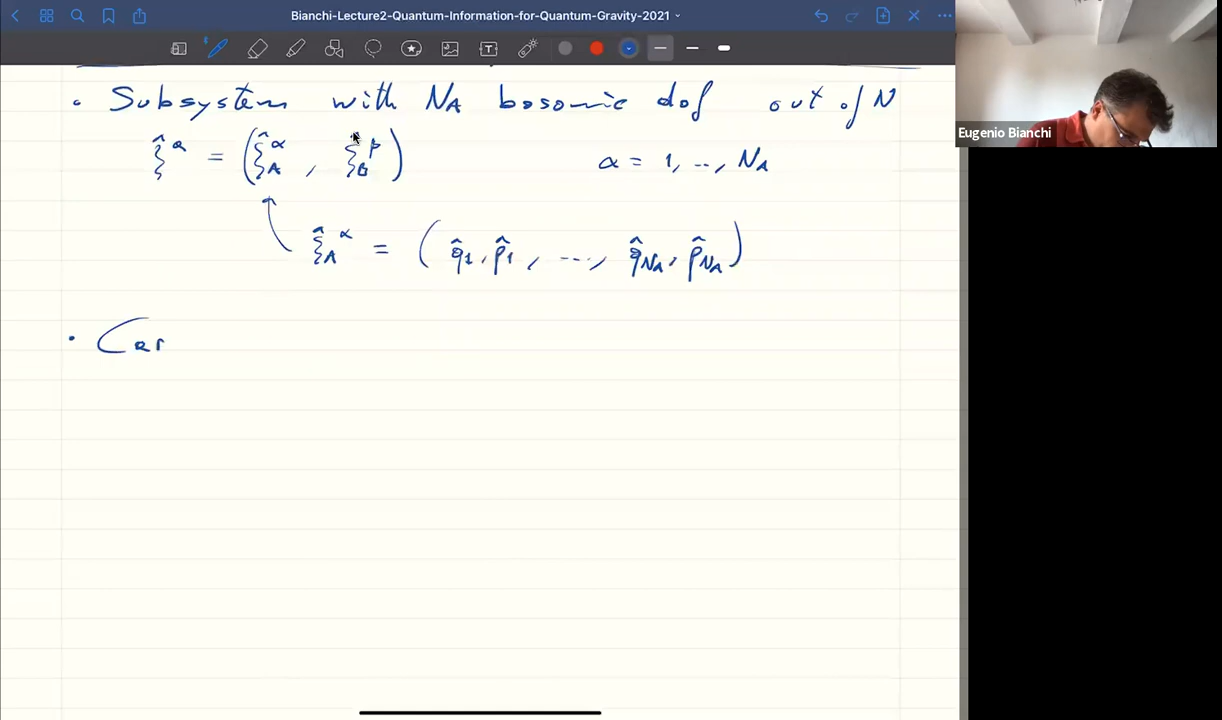 Bianchi-Lecture2-Quantum-Information-for-Quantum-Gravity-2021
Eugenio Bianchi
• Subsystem with N_A bosonic dof out of N
ξ̂^a = (ξ̂_A^α, ξ̂_B^β) α = 1, .., N_A
ξ̂_A^α = (q̂_1, p̂_1, ..., q̂_{N_A}, p̂_{N_A})
• Car